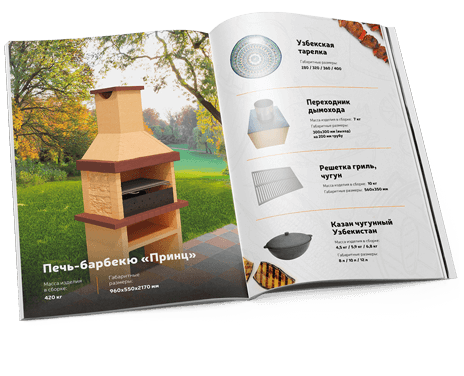 Печь-барбекю «Принц»
Масса изделия
в сборке:
420 кг
Габаритные
размеры:
960х550х2170 мм
Узбекская
тарелка
Габаритные размеры:
280 / 320 / 360 / 400
Переходник
дымохода
Масса изделия в сборке: 7 кг
Габаритные размеры:
300х300 мм (выход)
на 200 мм трубу
Решетка гриль,
чугун
Масса изделия в сборке: 10 кг
Габаритные размеры: 560х350 мм
Казан чугунный
Узбекистан
Масса изделия в сборке:
4,5 кг / 5,9 кг / 6,8 кг
Габаритные размеры:
8 л / 10 л / 12 л